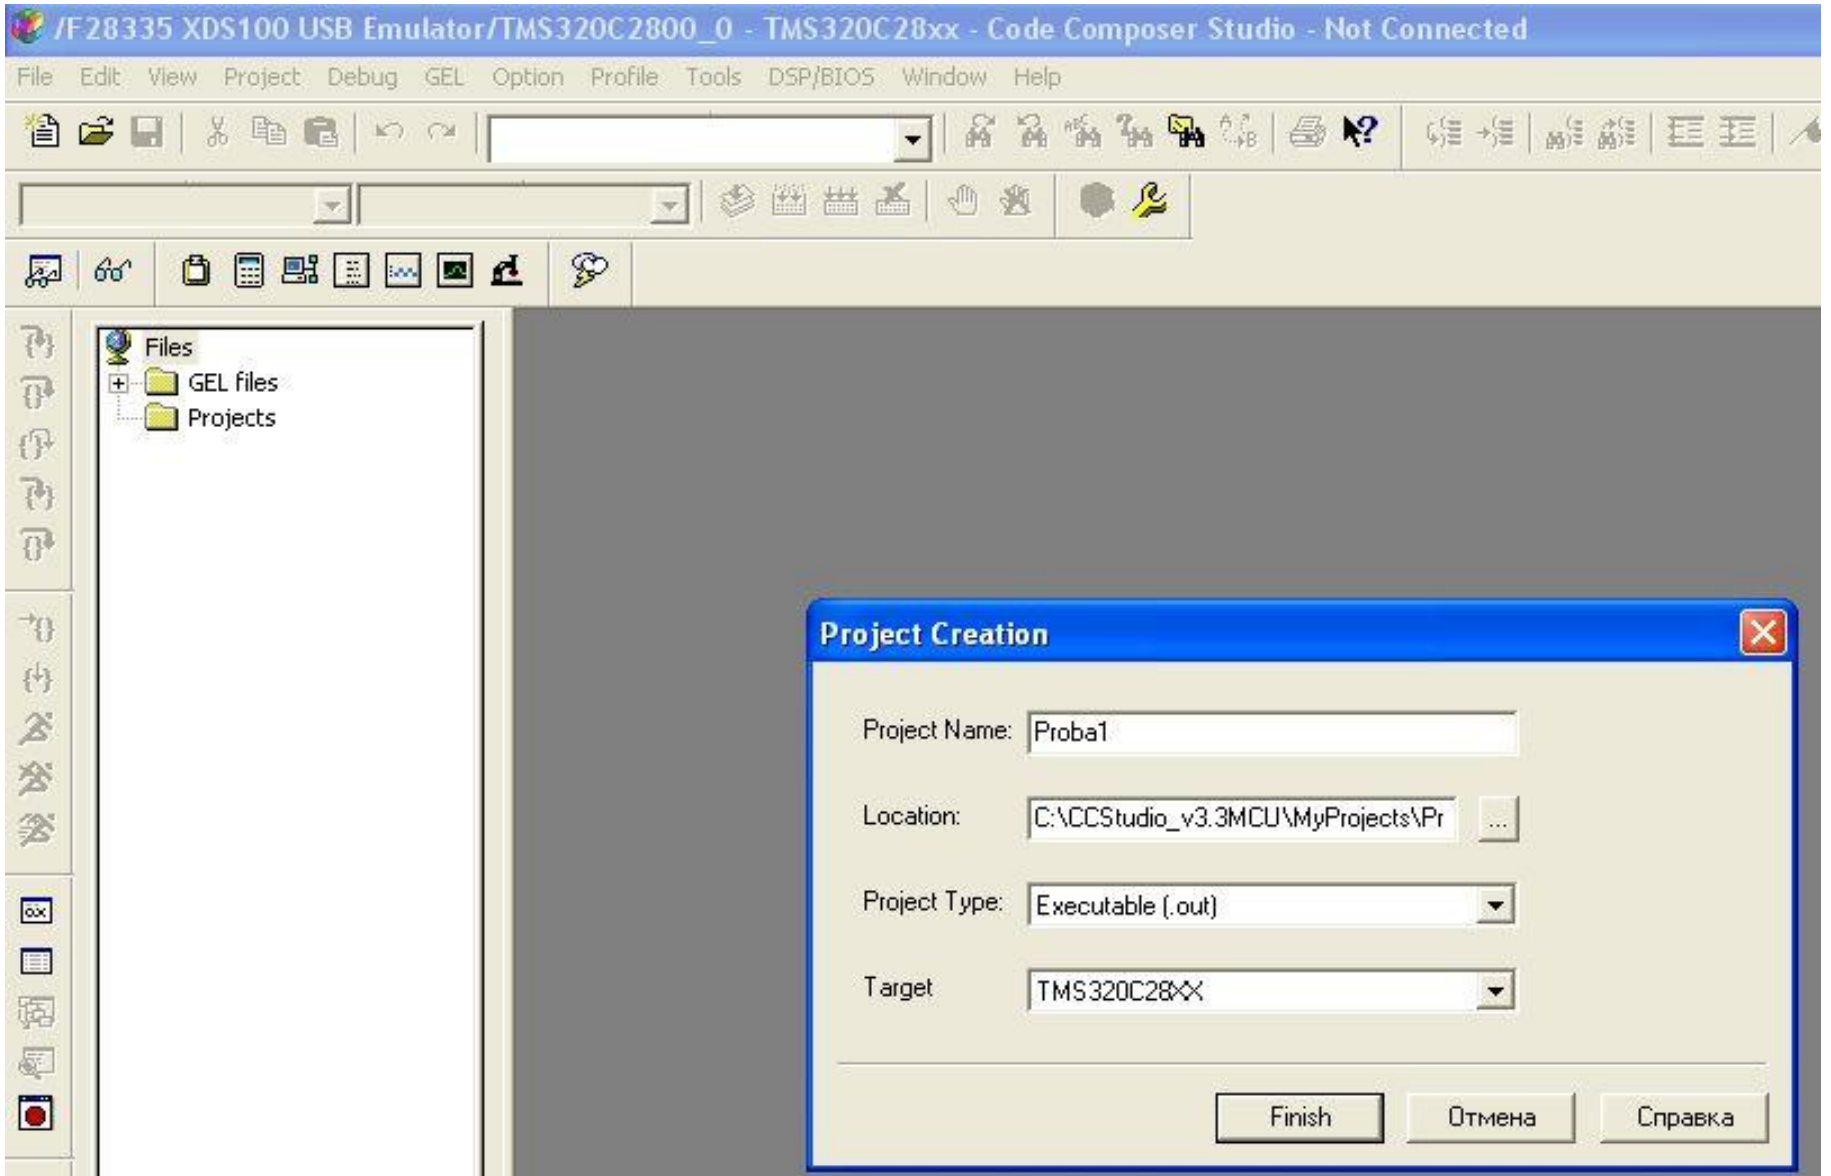 /F28335 XDS100 USB Emulator/TMS320C2800_0 - TMS320C28xx - Code Composer Studio - Not Connected
File Edit View Project Debug GEL Option Profile Tools DSP/BIOS Window Help
Files
GEL files
Projects
Project Creation
Project Name: Proba1
Location: C:\CCStudio_v3.3MCU\MyProjects\Pr ...
Project Type: Executable (.out)
Target TMS320C28XX
Finish Отмена Справка